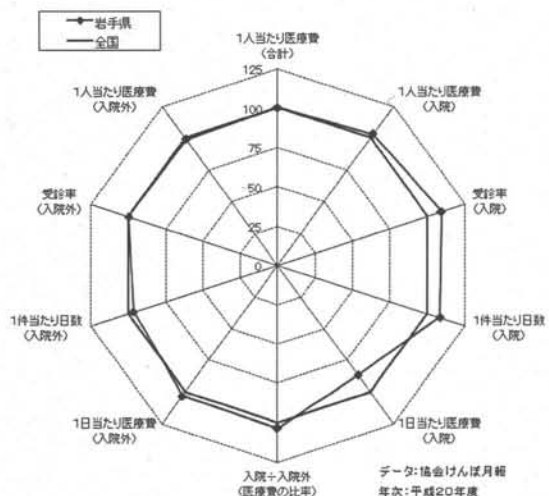 岩手県
全国
1人当たり医療費
(合計)
1人当たり医療費
(入院)
受診率
(入院)
1件当たり日数
(入院)
1日当たり医療費
(入院)
入院÷入院外
(医療費の比率)
1日当たり医療費
(入院外)
1件当たり日数
(入院外)
受診率
(入院外)
1人当たり医療費
(入院外)
125
100
75
50
25
0
データ:協会けんぽ月報
年次:平成20年度